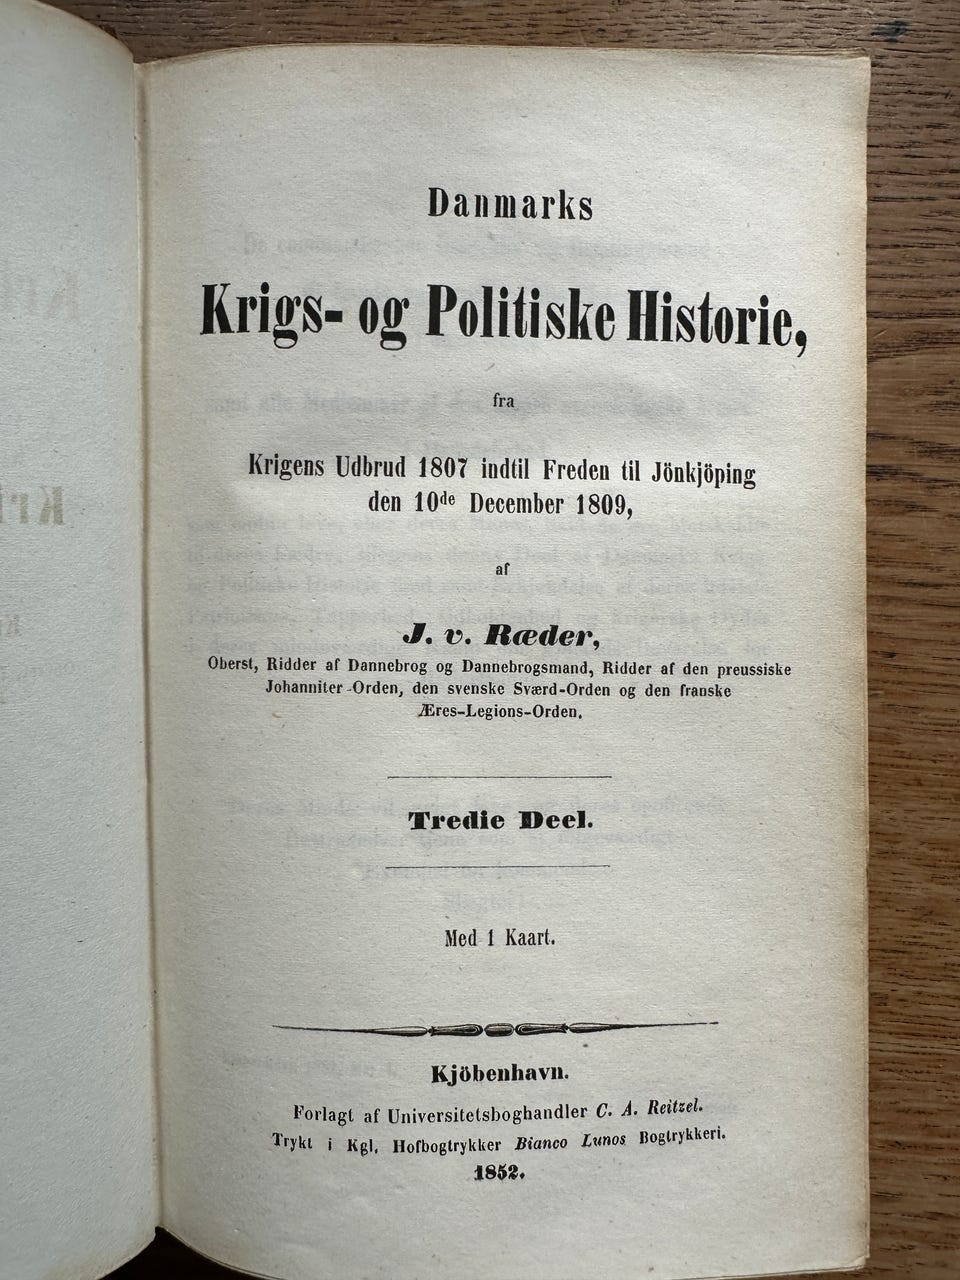 Danmarks
Krigs- og Politiske Historie,
fra
Krigens Udbrud 1807 indtil Freden til Jönkjöping
den 10de December 1809,
af
J. v. Ræder,
Oberst, Ridder af Dannebrog og Dannebrogsmand, Ridder af den preussiske
Johanniter-Orden, den svenske Sværd-Orden og den franske
Æres-Legions-Orden.
Tredie Deel.
Med 1 Kaart.
Kjöbenhavn.
Forlagt af Universitetsboghandler C. A. Reitzel.
Trykt i Kgl. Hofbogtrykker Bianco Lunos Bogtrykkeri.
1852.